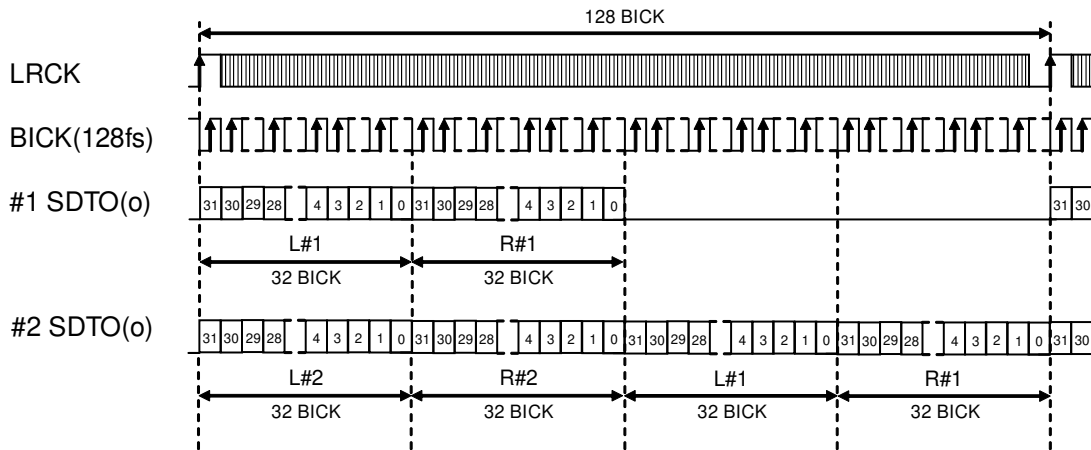 128 BICK
LRCK
BICK(128fs)
#1 SDTO(o)
31 30 29 28 4 3 2 1 0 31 30 29 28 4 3 2 1 0 31 30
L#1 R#1
32 BICK 32 BICK
#2 SDTO(o)
31 30 29 28 4 3 2 1 0 31 30 29 28 4 3 2 1 0 31 30 29 28 4 3 2 1 0 31 30 29 28 4 3 2 1 0 31 30
L#2 R#2 L#1 R#1
32 BICK 32 BICK 32 BICK 32 BICK